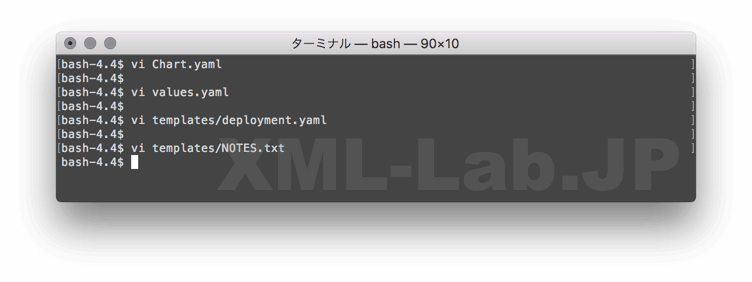 ターミナル — bash — 90×10
[bash-4.4$ vi Chart.yaml ]
[bash-4.4$ ]
[bash-4.4$ vi values.yaml ]
[bash-4.4$ ]
[bash-4.4$ vi templates/deployment.yaml ]
[bash-4.4$ ]
[bash-4.4$ vi templates/NOTES.txt ]
bash-4.4$
XML-Lab.JP